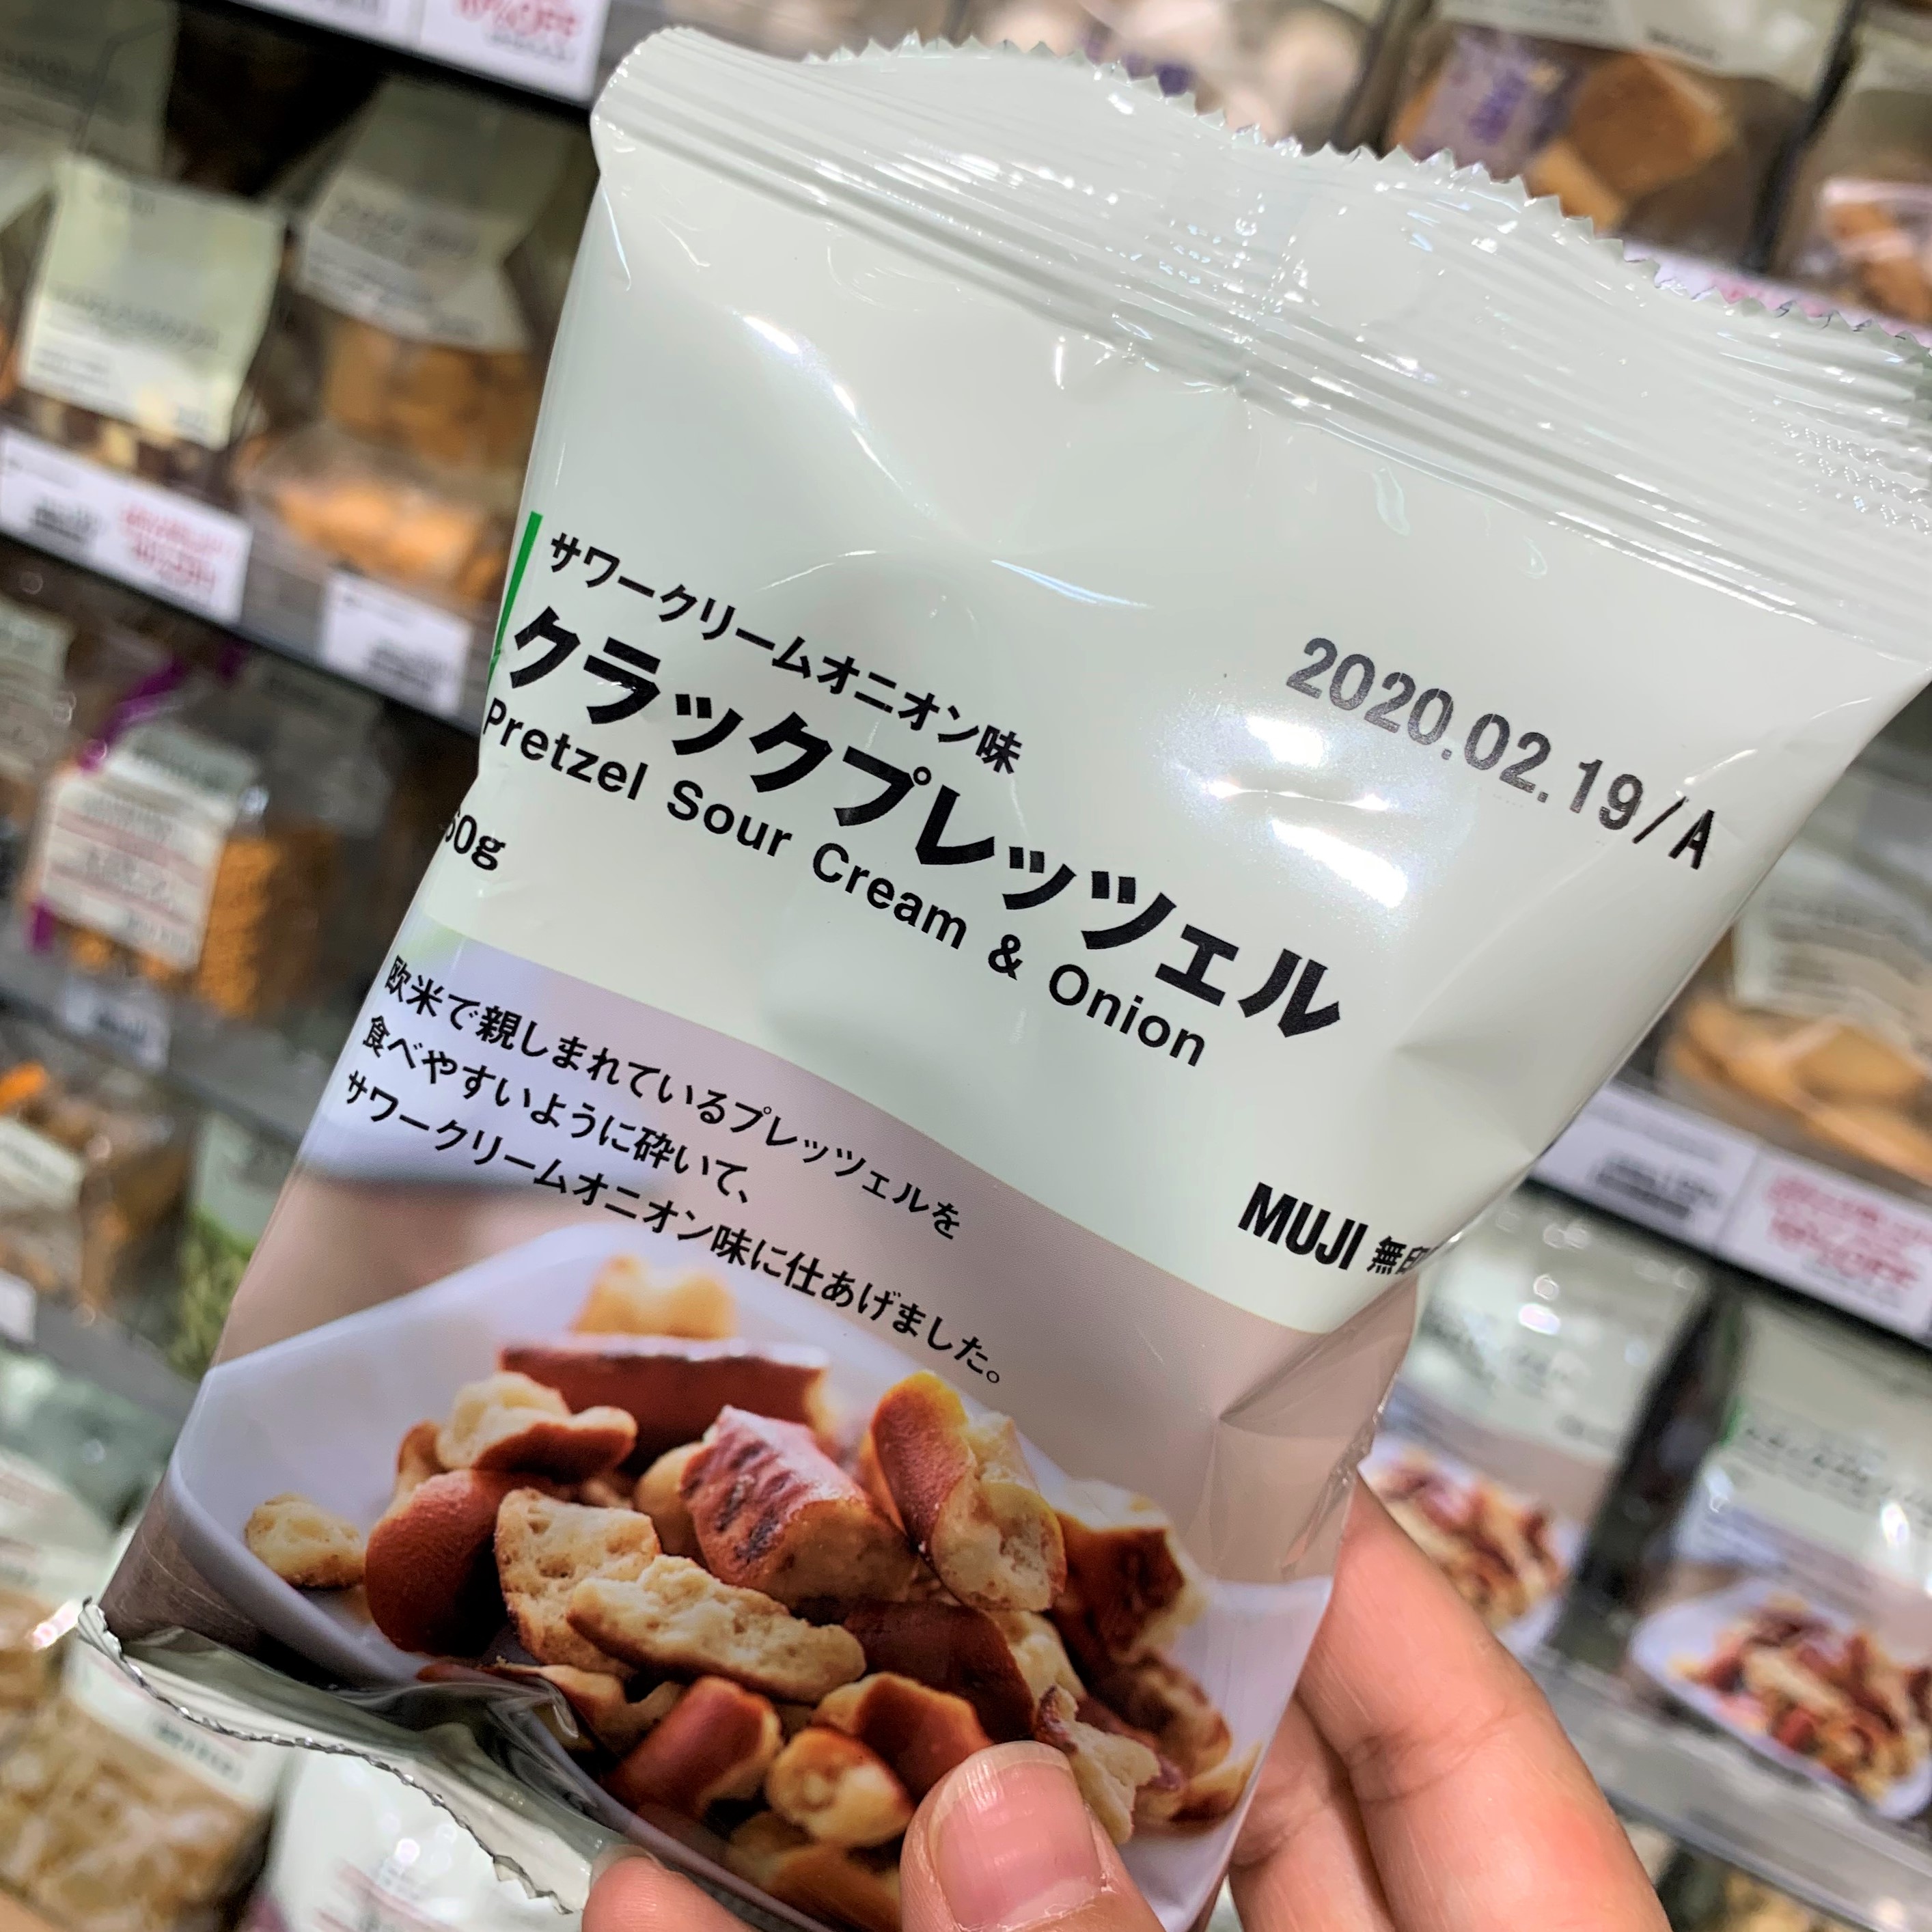 サワークリームオニオン味
クラックプレッツェル
Pretzel Sour Cream & Onion
60g
2020.02.19/A
欧米で親しまれているプレッツェルを
食べやすいように砕いて、
サワークリームオニオン味に仕あげました。
MUJI 無印